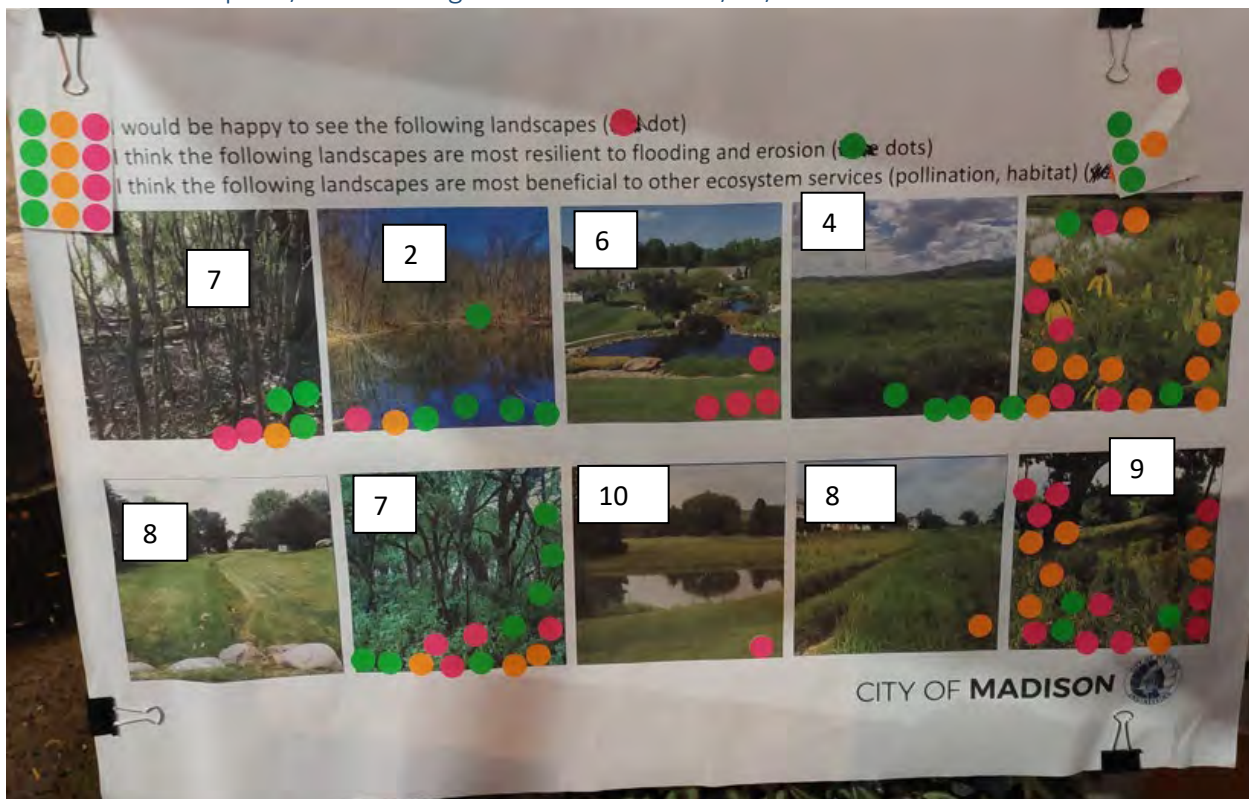 would be happy to see the following landscapes ( dot)
I think the following landscapes are most resilient to flooding and erosion ( dots)
I think the following landscapes are most beneficial to other ecosystem services (pollination, habitat) (
7
2
6
4
8
7
10
8
9
CITY OF MADISON